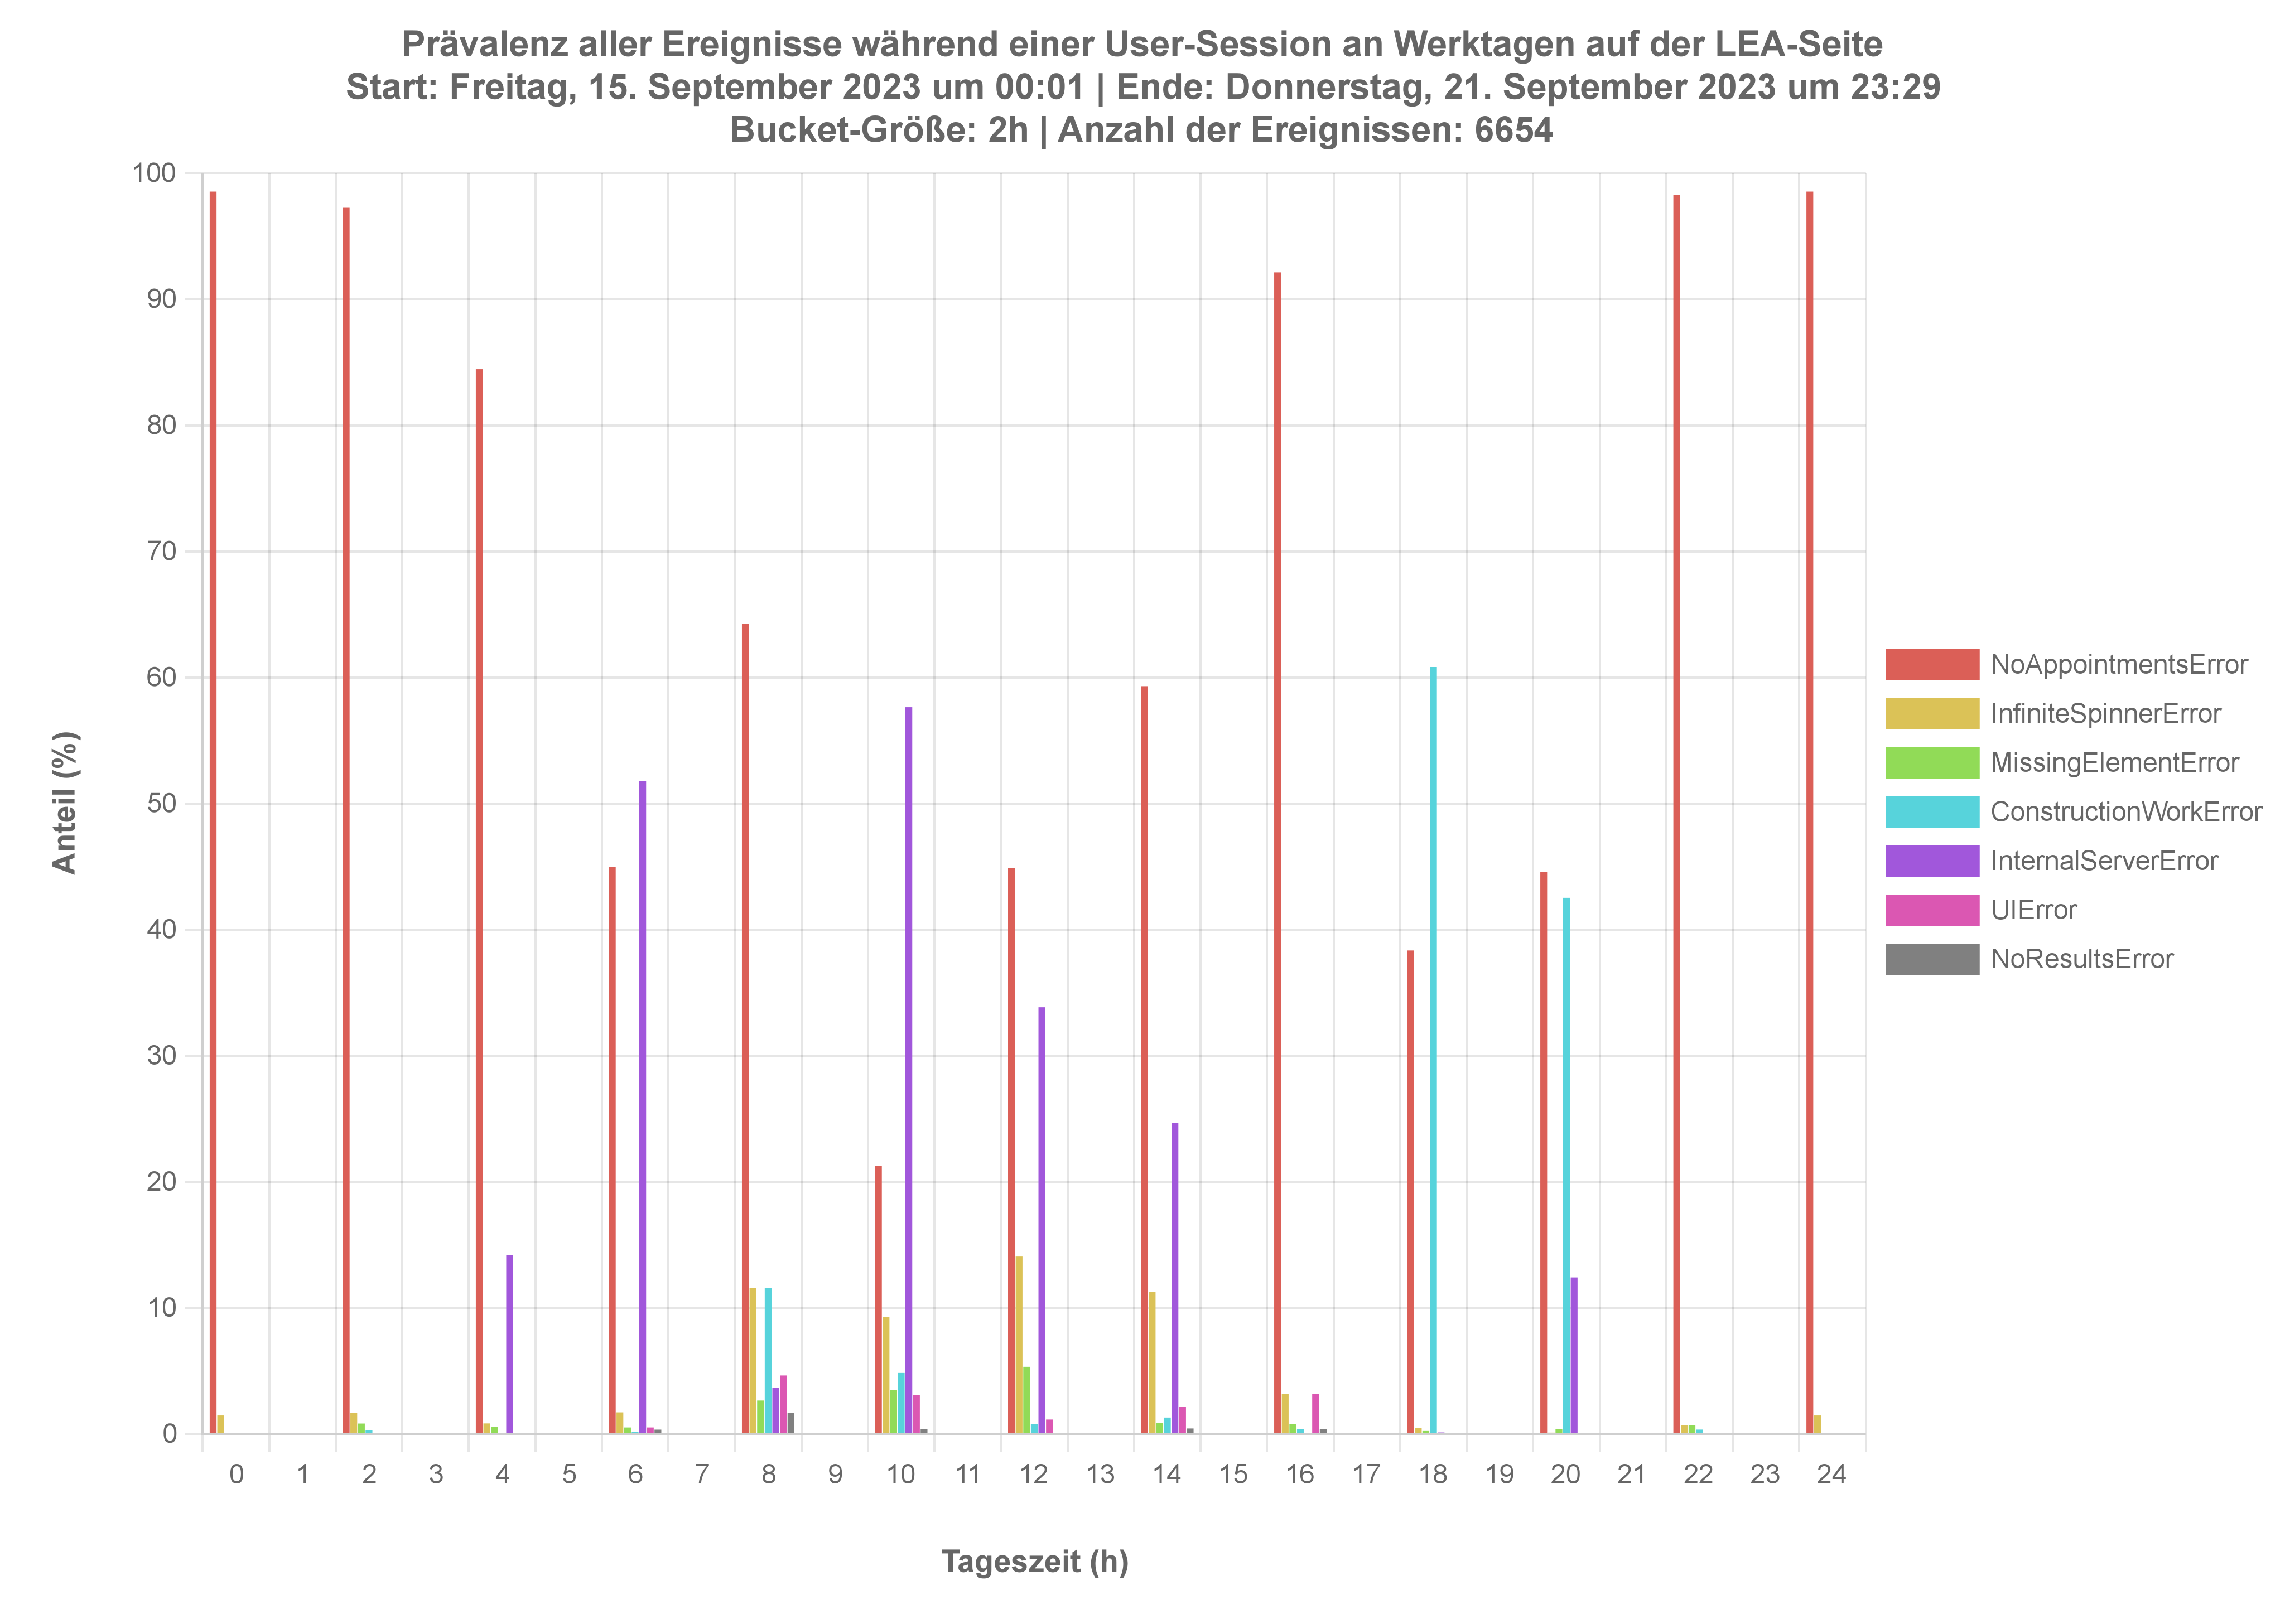 Prävalenz aller Ereignisse während einer User-Session an Werktagen auf der LEA-Seite
Start: Freitag, 15. September 2023 um 00:01 | Ende: Donnerstag, 21. September 2023 um 23:29
Bucket-Größe: 2h | Anzahl der Ereignissen: 6654
100
90
80
70
60
50
40
30
20
10
0
Anteil (%)
0 1 2 3 4 5 6 7 8 9 10 11 12 13 14 15 16 17 18 19 20 21 22 23 24
Tageszeit (h)
NoAppointmentsError
InfiniteSpinnerError
MissingElementError
ConstructionWorkError
InternalServerError
UIError
NoResultsError